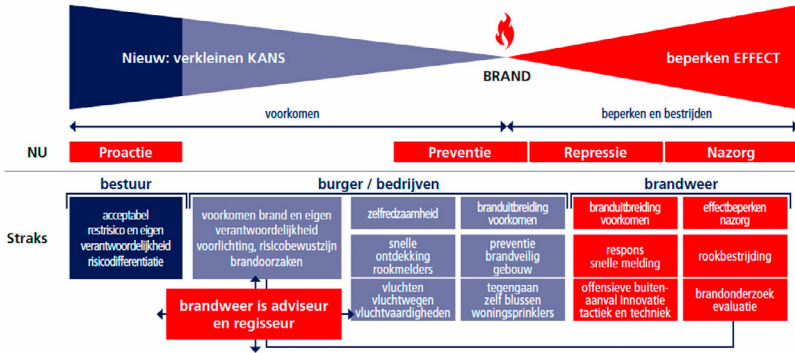 Nieuw: verkleinen KANS
beperken EFFECT
BRAND
voorkomen
beperken en bestrijden
NU
Proactie
Preventie
Repressie
Nazorg
bestuur
burger / bedrijven
brandweer
Straks
acceptabel
restrisico en eigen
verantwoordelijkheid
risicodifferentiatie
voorkomen brand en eigen
verantwoordelijkheid
voorlichting, risicobewustzijn
brandoorzaken
zelfredzaamheid
snelle
ontdekking
rookmelders
vluchten
vluchtwegen
vluchtvaardigheden
branduitbreiding
voorkomen
preventie
brandveilig
gebouw
tegengaan
zelf blussen
woningsprinklers
branduitbreiding
voorkomen
respons
snelle melding
offensieve buiten-
aanval Innovatie
tactiek en techniek
effectbeperken
nazorg
rookbestrijding
brandonderzoek
evaluatie
brandweer is adviseur
en regisseur